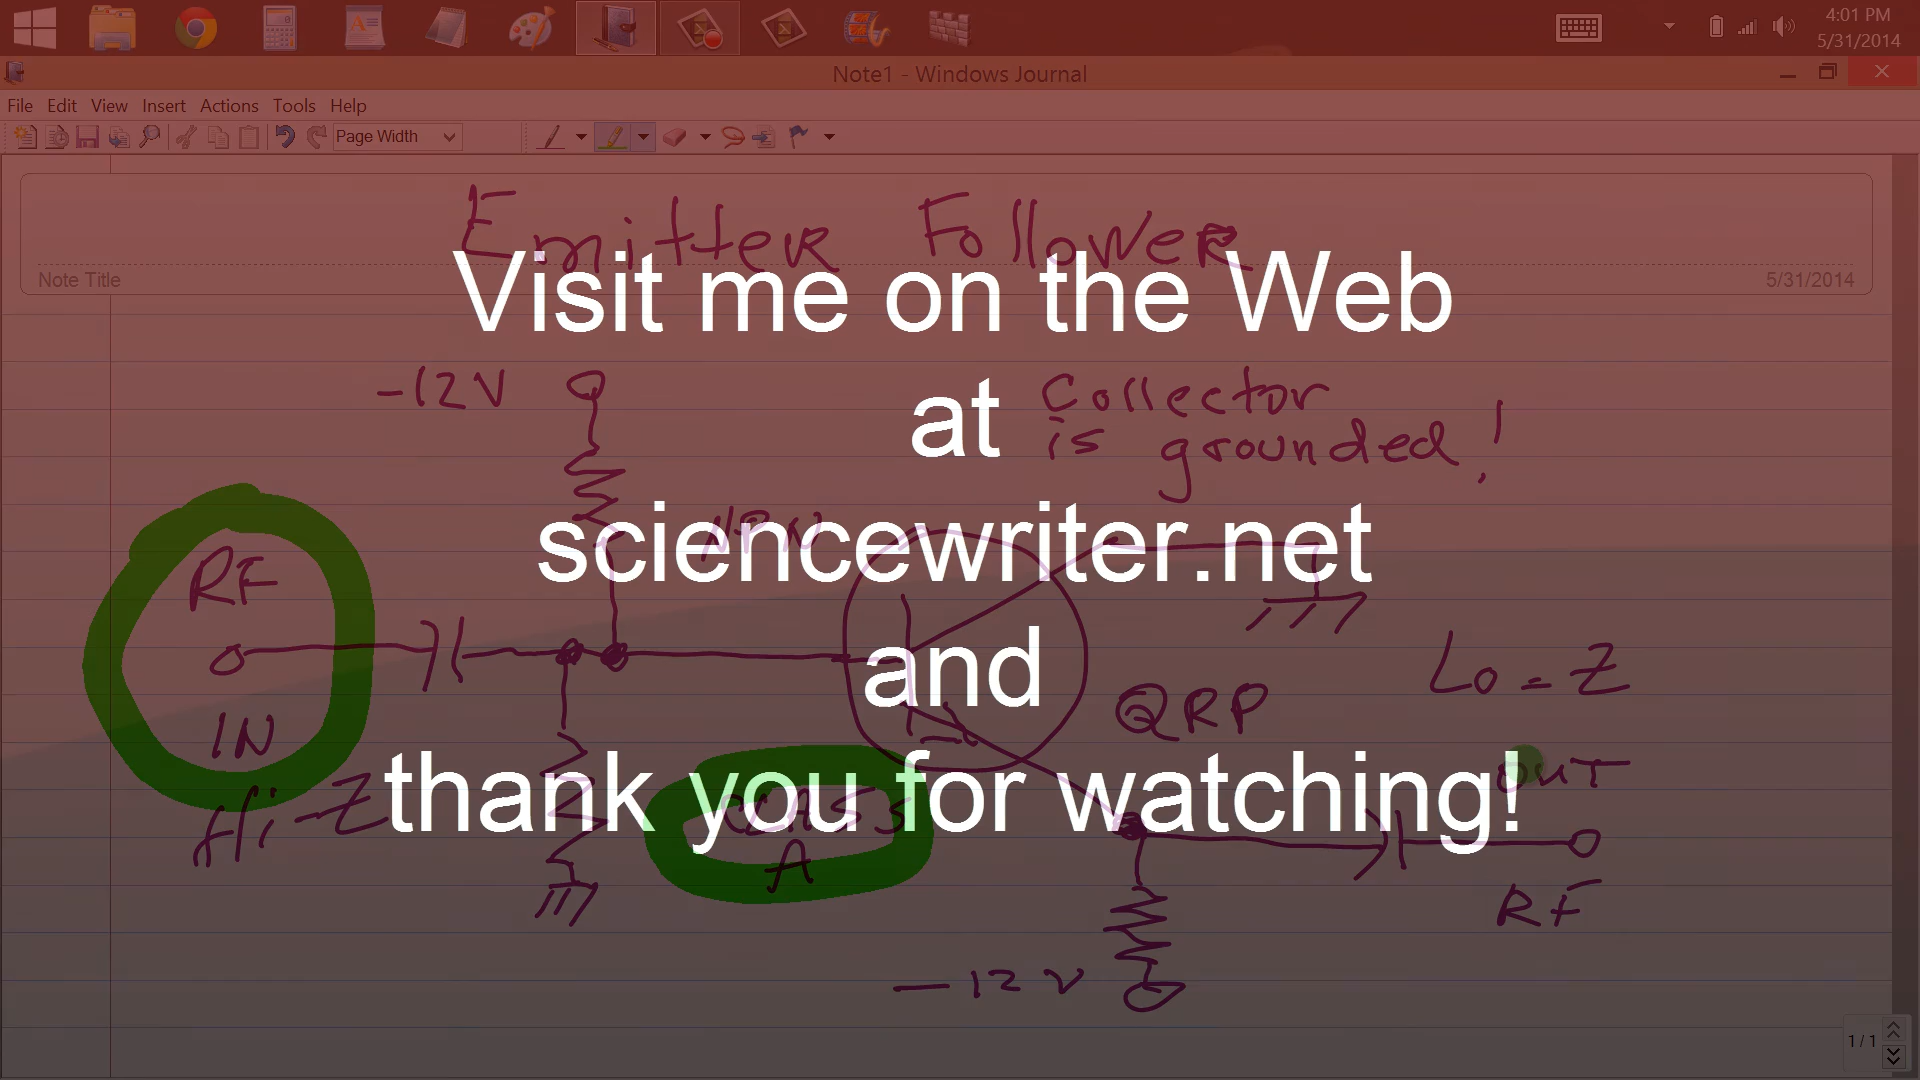 4:01 PM
5/31/2014
Note1 - Windows Journal
File Edit View Insert Actions Tools Help
Page Width
Emitter Follower
Note Title
5/31/2014
Visit me on the Web
at
sciencewriter.net
and
thank you for watching!
-12V
Collector
is grounded!
NPN
RF
IN
Hi-Z
CLASS
A
QRP
Lo-Z
OUT
RF
-12V
1 / 1